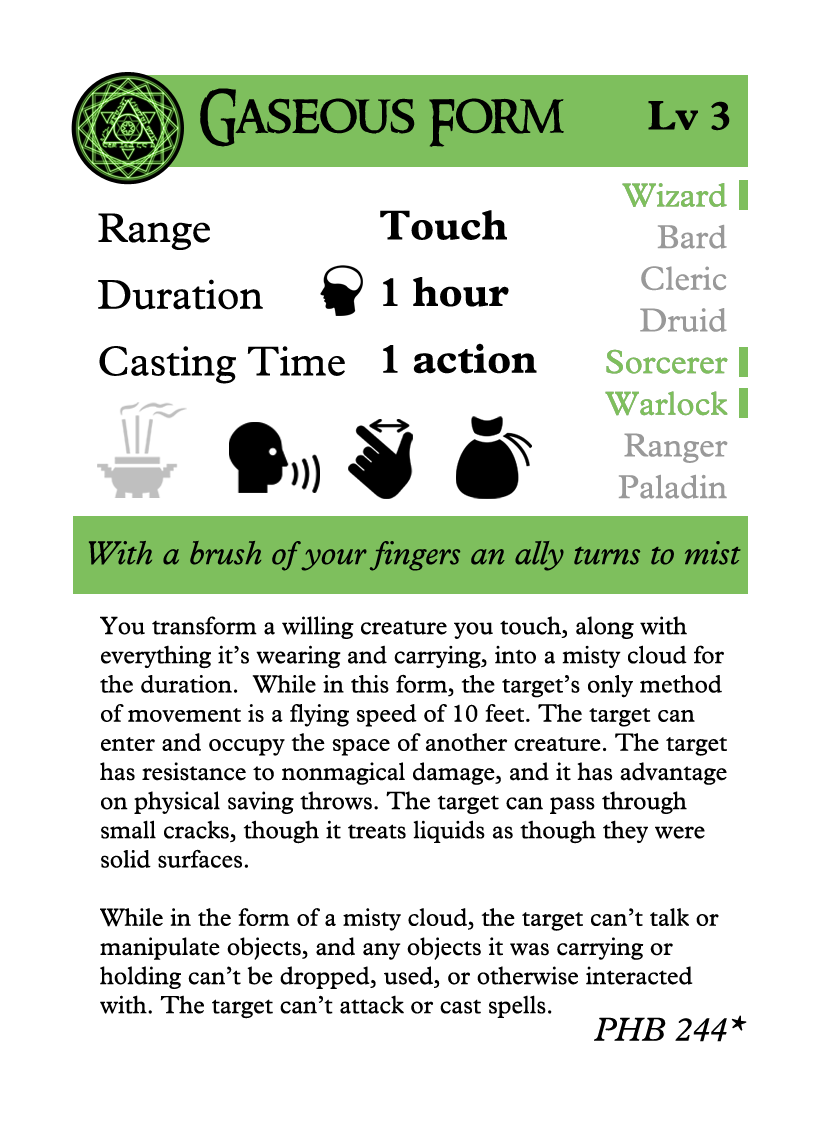 Gaseous Form
Lv 3
Range Touch
Duration 1 hour
Casting Time 1 action
Wizard
Bard
Cleric
Druid
Sorcerer
Warlock
Ranger
Paladin
With a brush of your fingers an ally turns to mist
You transform a willing creature you touch, along with
everything it’s wearing and carrying, into a misty cloud for
the duration.  While in this form, the target’s only method
of movement is a flying speed of 10 feet. The target can
enter and occupy the space of another creature. The target
has resistance to nonmagical damage, and it has advantage
on physical saving throws. The target can pass through
small cracks, though it treats liquids as though they were
solid surfaces.
While in the form of a misty cloud, the target can’t talk or
manipulate objects, and any objects it was carrying or
holding can’t be dropped, used, or otherwise interacted
with. The target can’t attack or cast spells.
PHB 244*